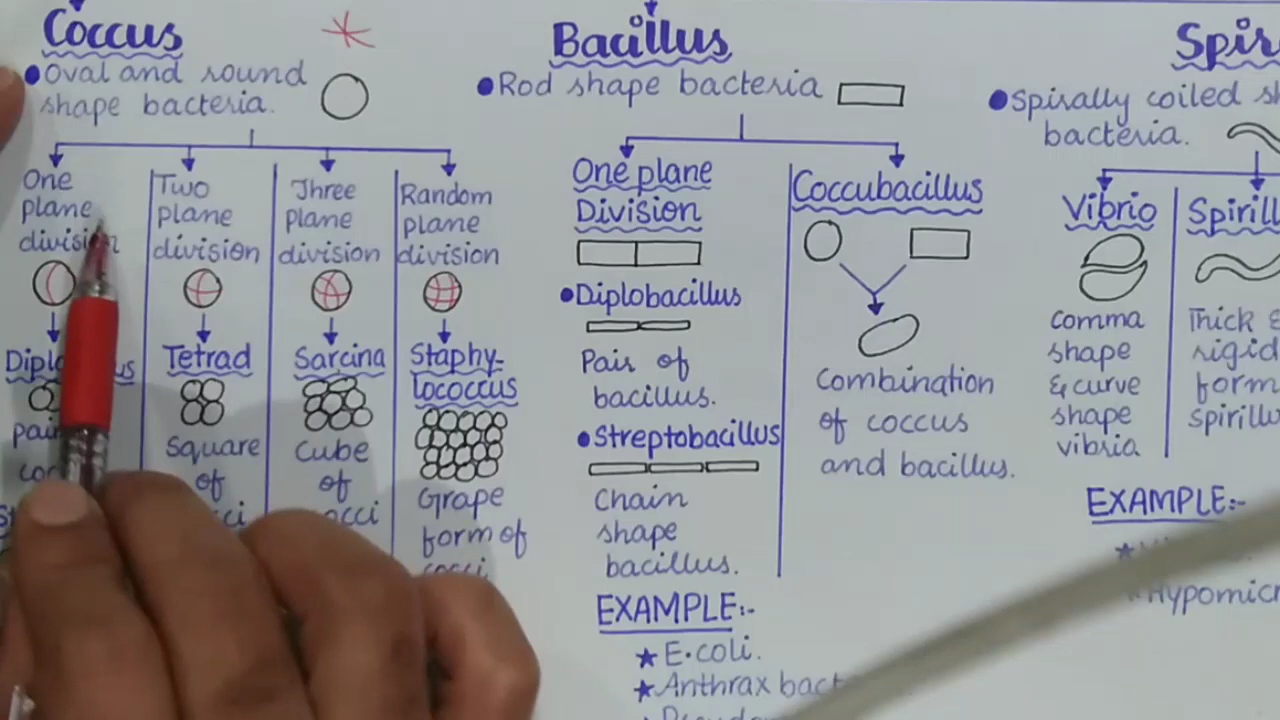 Coccus
Oval and round
shape bacteria.
One
plane
division
Two
plane
division
Three
plane
division
Random
plane
division
Tetrad
Square
of
Sarcina
Cube
of
Staphy-
lococcus
Grape
form of
cocci
Bacillus
Rod shape bacteria
One plane
Division
Diplobacillus
Pair of
bacillus.
Streptobacillus
Chain
shape
bacillus.
EXAMPLE:-
E.coli.
Anthrax
Coccubacillus
Combination
of coccus
and bacillus.
Spirally coiled
bacteria.
Vibrio
comma
shape
& curve
shape
vibria
Thick
rigid
form
EXAMPLE:-